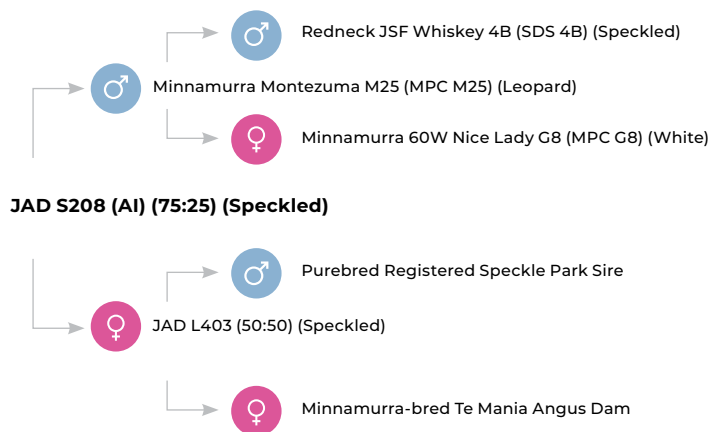 Redneck JSF Whiskey 4B (SDS 4B) (Speckled)
Minnamurra Montezuma M25 (MPC M25) (Leopard)
Minnamurra 60W Nice Lady G8 (MPC G8) (White)
JAD S208 (AI) (75:25) (Speckled)
Purebred Registered Speckle Park Sire
JAD L403 (50:50) (Speckled)
Minnamurra-bred Te Mania Angus Dam